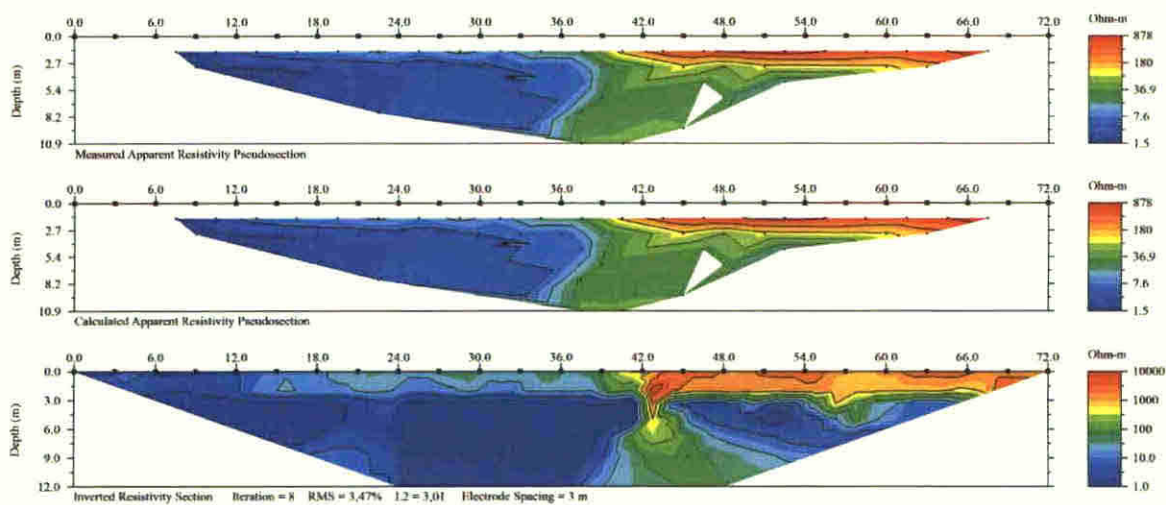 0.0 6.0 12.0 18.0 24.0 30.0 36.0 42.0 48.0 54.0 60.0 66.0 72.0 Ohm-m
0.0 878
2.7 180
Depth (m) 5.4 36.9
8.2 7.6
10.9 1.5
Measured Apparent Resistivity Pseudosection
0.0 6.0 12.0 18.0 24.0 30.0 36.0 42.0 48.0 54.0 60.0 66.0 72.0 Ohm-m
0.0 878
2.7 180
Depth (m) 5.4 36.9
8.2 7.6
10.9 1.5
Calculated Apparent Resistivity Pseudosection
0.0 6.0 12.0 18.0 24.0 30.0 36.0 42.0 48.0 54.0 60.0 66.0 72.0 Ohm-m
0.0 10000
3.0 1000
Depth (m) 6.0 100
9.0 10.0
12.0 1.0
Inverted Resistivity Section Iteration = 8 RMS = 3,47% L2 = 3,01 Electrode Spacing = 3 m